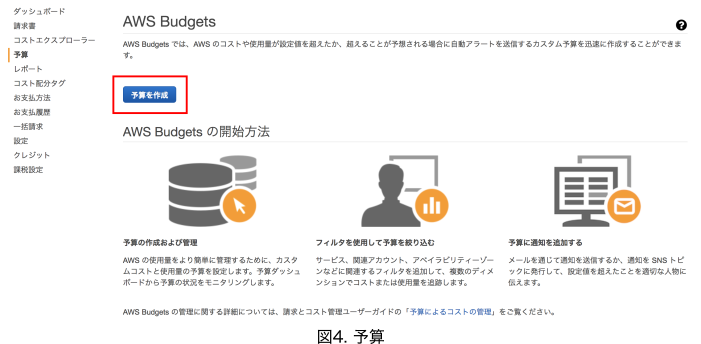 ダッシュボード
請求書
コストエクスプローラー
予算
レポート
コスト配分タグ
お支払方法
お支払履歴
一括請求
設定
クレジット
課税設定
AWS Budgets
?
AWS Budgets では、AWS のコストや使用量が設定値を超えたか、超えることが予想される場合に自動アラートを送信するカスタム予算を迅速に作成することができま
す。
予算を作成
AWS Budgets の開始方法
予算の作成および管理
AWS の使用量をより簡単に管理するために、カスタ
ムコストと使用量の予算を設定します。予算ダッシュ
ボードから予算の状況をモニタリングします。
フィルタを使用して予算を絞り込む
サービス、関連アカウント、アベイラビリティーゾー
ンなどに関連するフィルタを追加して、複数のディメ
ンションでコストまたは使用量を追跡します。
予算に通知を追加する
メールを通じて通知を送信するか、通知を SNS トピ
ックに発行して、設定値を超えたことを適切な人物に
伝えます。
AWS Budgets の管理に関する詳細については、請求とコスト管理ユーザーガイドの「予算によるコストの管理」をご覧ください。
図4. 予算